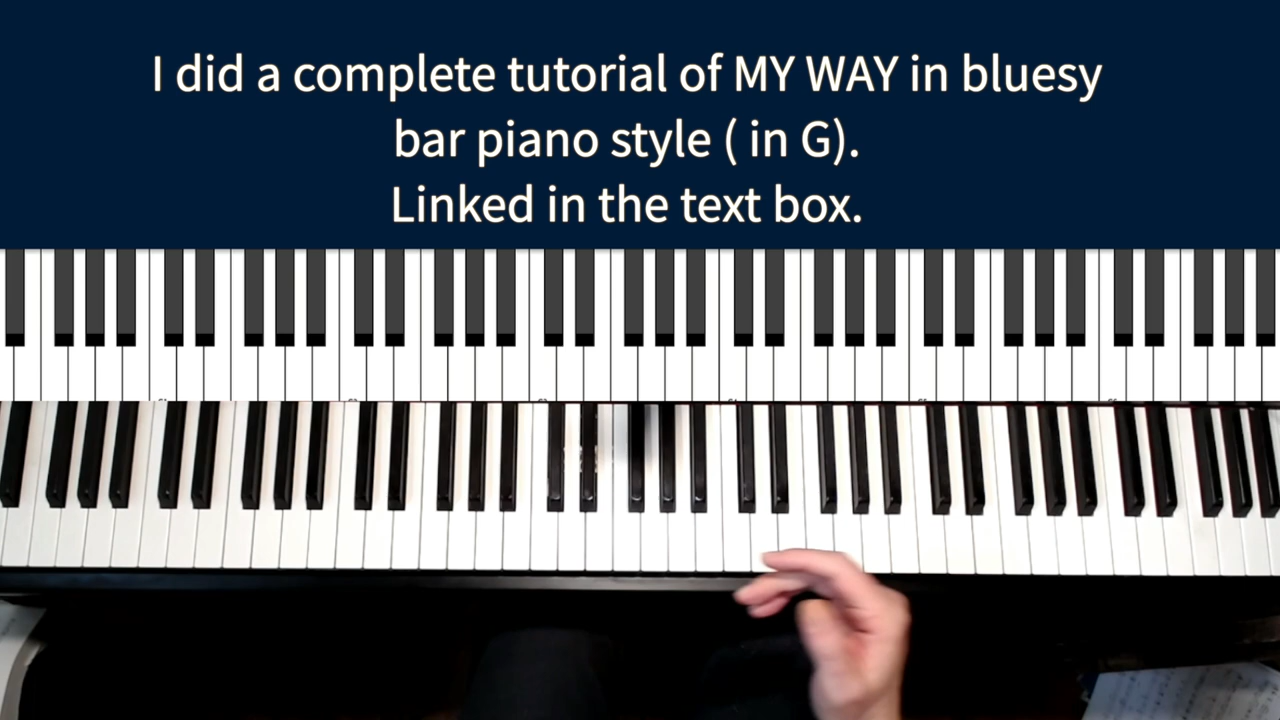 I did a complete tutorial of MY WAY in bluesy
bar piano style ( in G).
Linked in the text box.